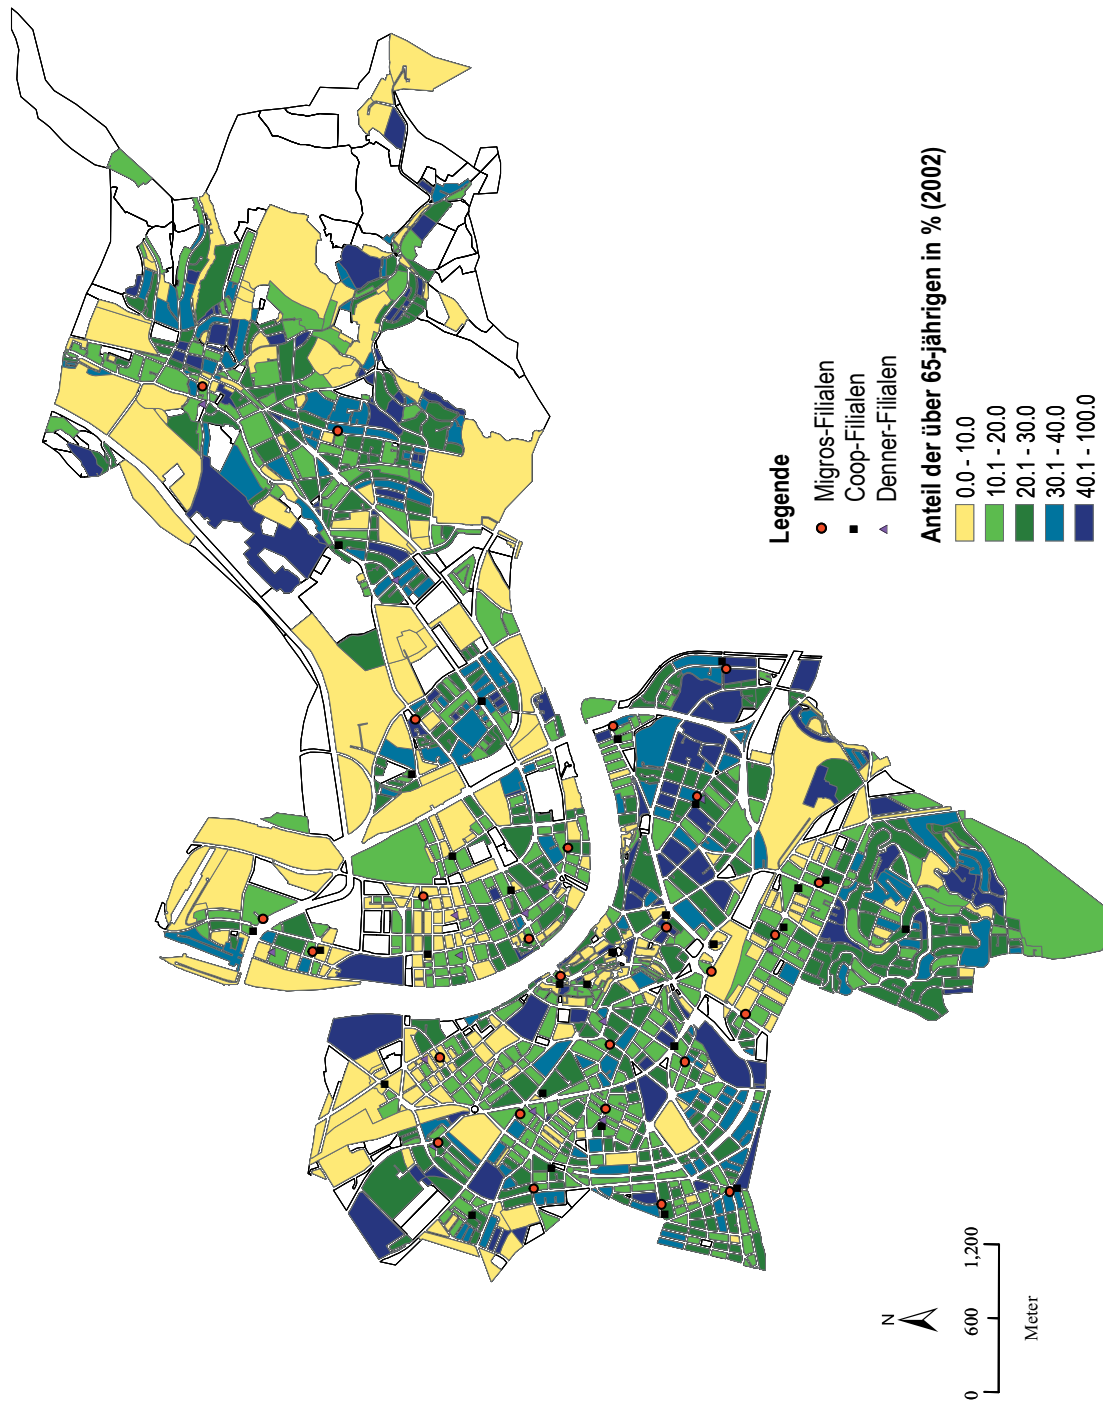 Legende
Migros-Filialen
Coop-Filialen
Denner-Filialen
Anteil der über 65-jährigen in % (2002)
0.0 - 10.0
10.1 - 20.0
20.1 - 30.0
30.1 - 40.0
40.1 - 100.0
N
0 600 1,200
Meter